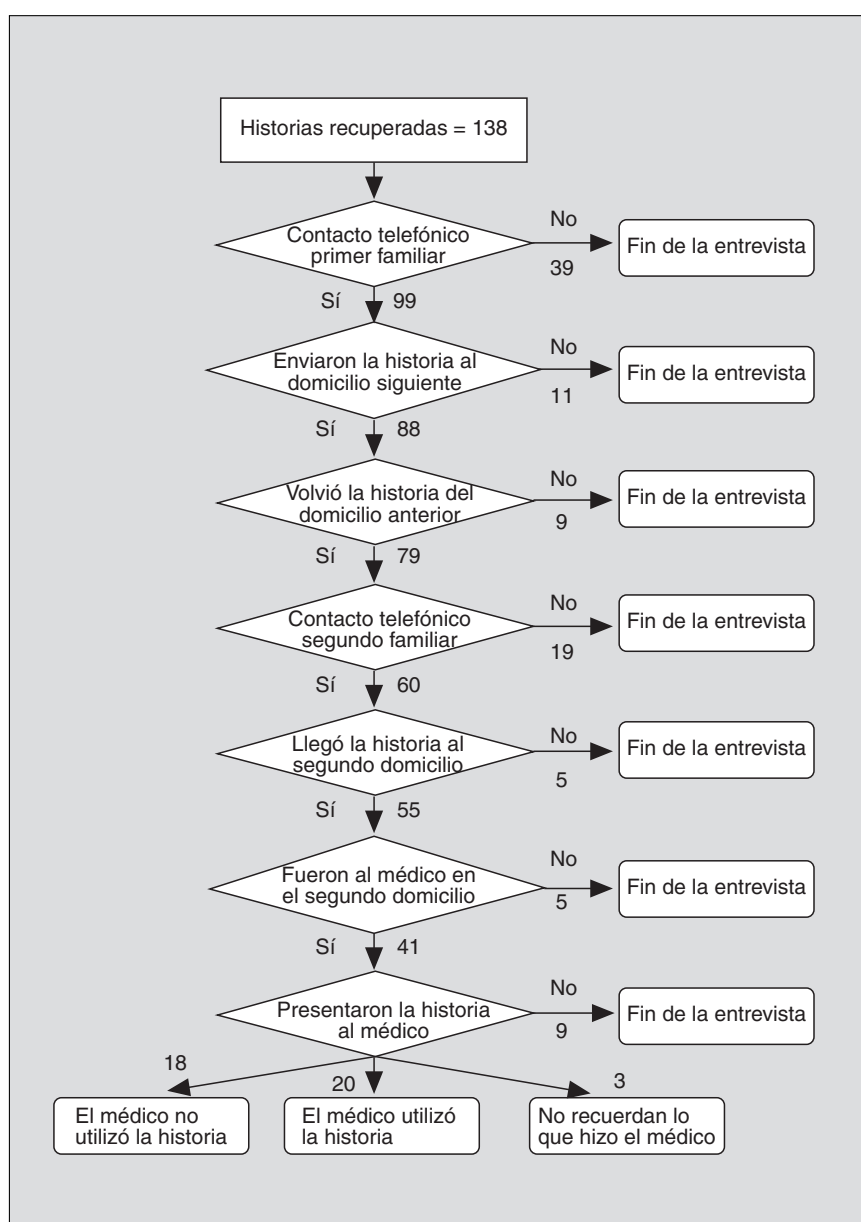 Historias recuperadas = 138
Contacto telefónico
primer familiar
No
39
Fin de la entrevista
Sí 99
Enviaron la historia al
domicilio siguiente
No
11
Fin de la entrevista
Sí 88
Volvió la historia del
domicilio anterior
No
9
Fin de la entrevista
Sí 79
Contacto telefónico
segundo familiar
No
19
Fin de la entrevista
Sí 60
Llegó la historia al
segundo domicilio
No
5
Fin de la entrevista
Sí 55
Fueron al médico en
el segundo domicilio
No
5
Fin de la entrevista
Sí 41
Presentaron la historia
al médico
No
9
Fin de la entrevista
18
El médico no
utilizó la historia
20
El médico utilizó
la historia
3
No recuerdan lo
que hizo el médico